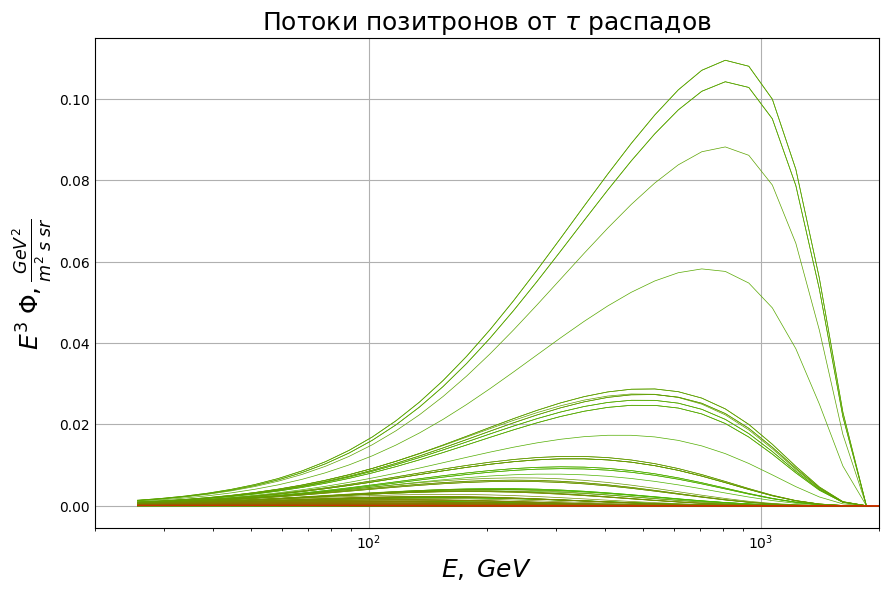 Потоки позитронов от τ распадов
E³ Φ, GeV²/m² s sr
0.10
0.08
0.06
0.04
0.02
0.00
10² 10³
E, GeV